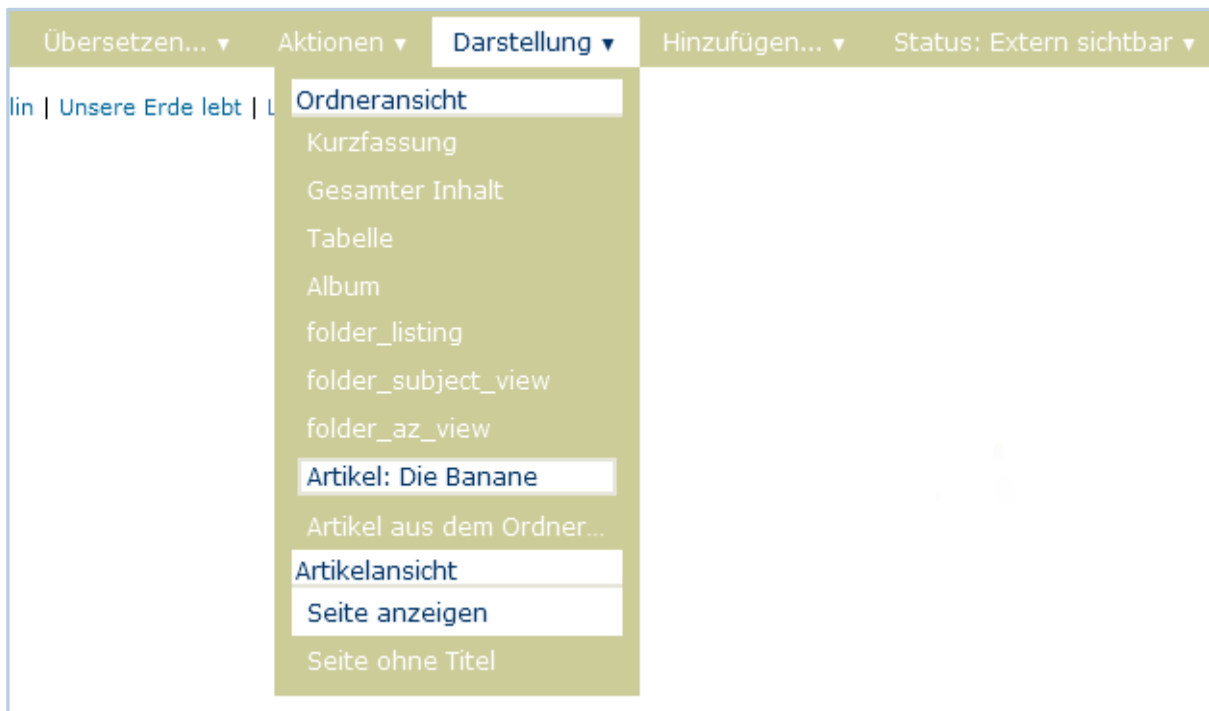 Übersetzen... ▾ Aktionen ▾ Darstellung ▾ Hinzufügen... ▾ Status: Extern sichtbar ▾
lin | Unsere Erde lebt | L
Ordneransicht
Kurzfassung
Gesamter Inhalt
Tabelle
Album
folder_listing
folder_subject_view
folder_az_view
Artikel: Die Banane
Artikel aus dem Ordner...
Artikelansicht
Seite anzeigen
Seite ohne Titel